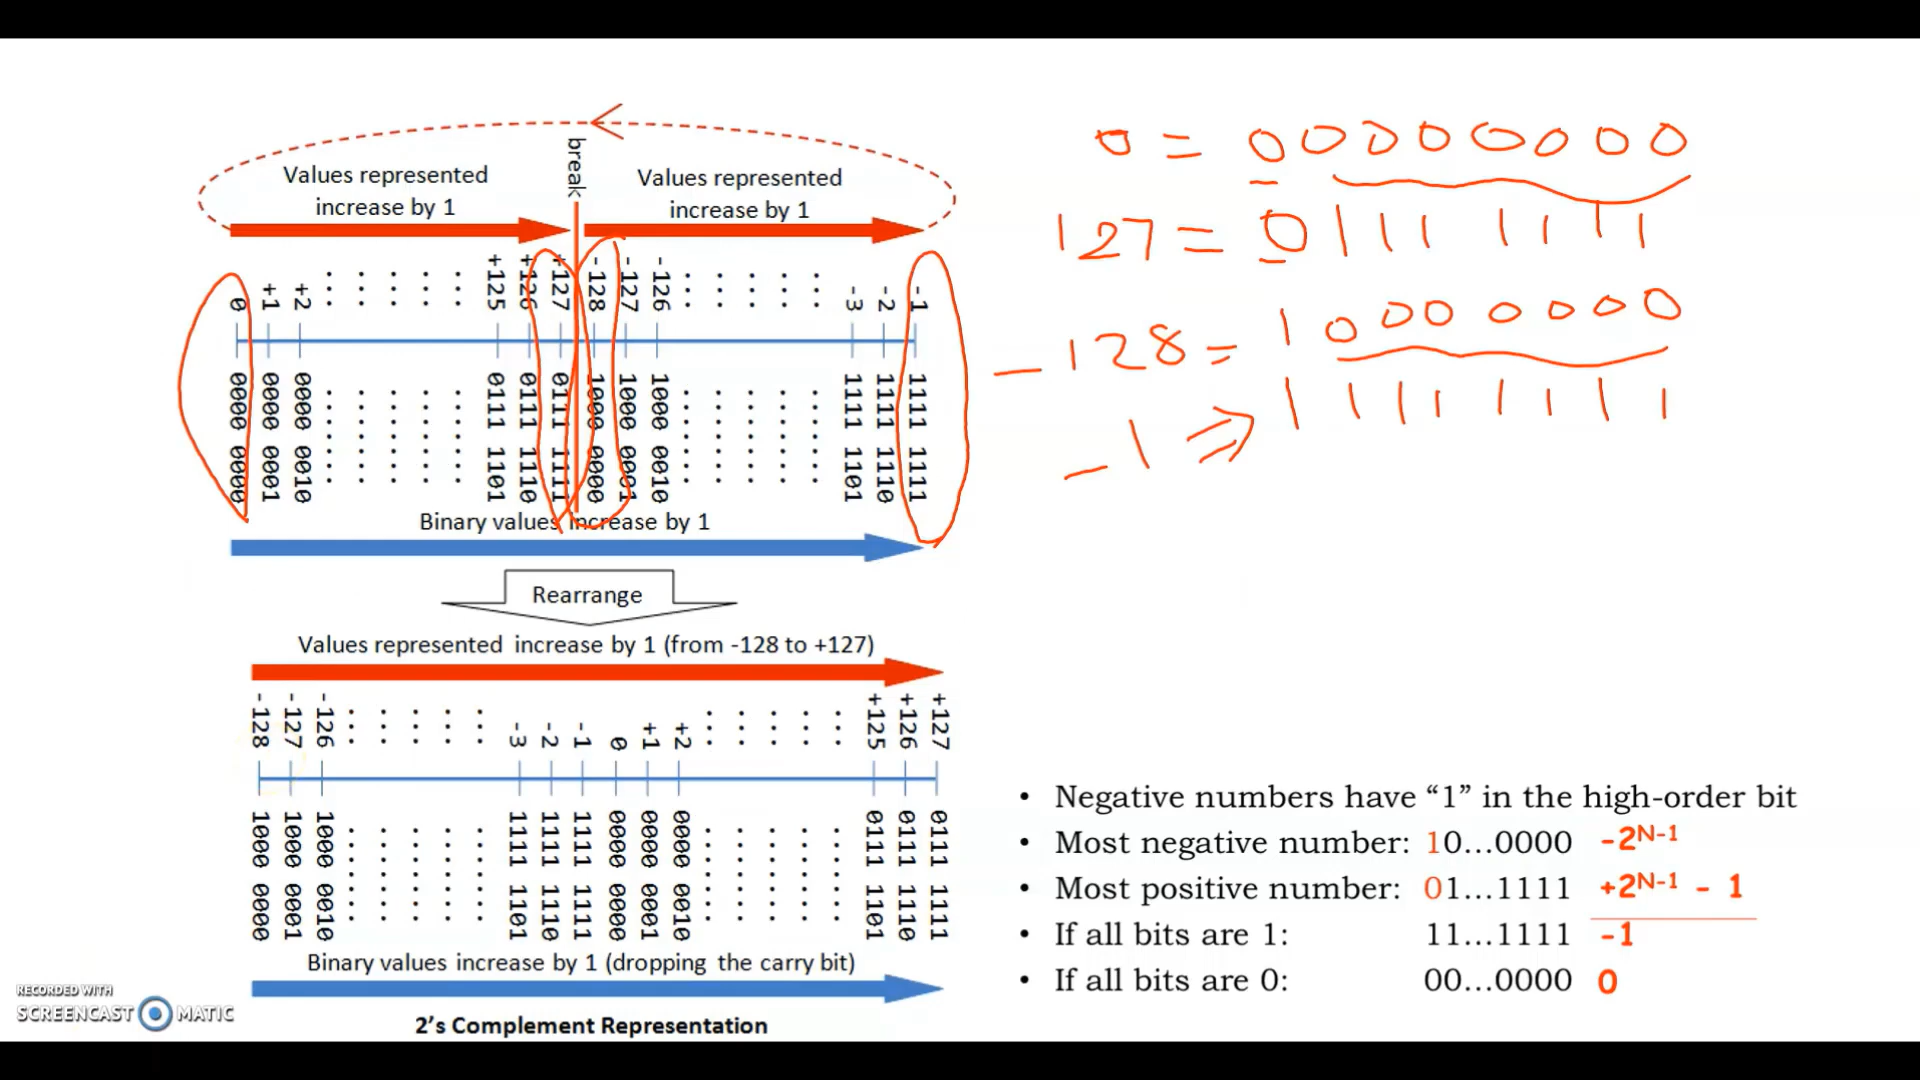 break
Values represented
increase by 1
Values represented
increase by 1
0 +1 +2 +125 +126 +127 -128 -127 -126 -3 -2 -1
0000 0000 0000 0001 0000 0010 0111 1101 0111 1110 0111 1111 1000 0000 1000 0001 1000 0010 1111 1101 1111 1110 1111 1111
Binary values increase by 1
Rearrange
Values represented increase by 1 (from -128 to +127)
-128 -127 -126 -3 -2 -1 0 +1 +2 +125 +126 +127
1000 0000 1000 0001 1000 0010 1111 1101 1111 1110 1111 1111 0000 0000 0000 0001 0000 0010 0111 1101 0111 1110 0111 1111
Binary values increase by 1 (dropping the carry bit)
2's Complement Representation
0 = 00000000
127 = 01111111
-128 = 10000000
-1 ⇒ 11111111
• Negative numbers have “1” in the high-order bit
• Most negative number: 10…0000 -2ᴺ⁻¹
• Most positive number: 01…1111 +2ᴺ⁻¹ - 1
• If all bits are 1: 11…1111 -1
• If all bits are 0: 00…0000 0
RECORDED WITH
SCREENCAST MATIC